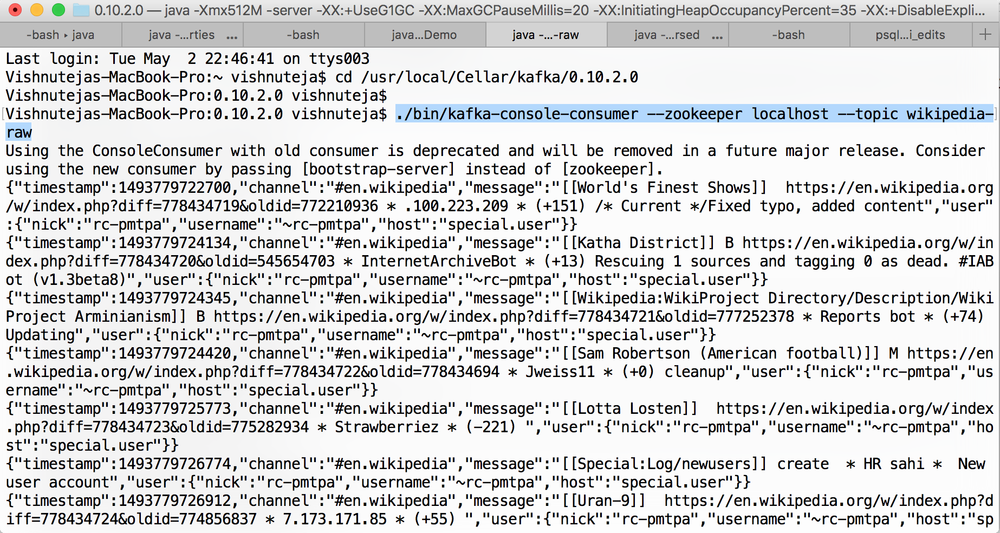 0.10.2.0 — java -Xmx512M -server -XX:+UseG1GC -XX:MaxGCPauseMillis=20 -XX:InitiatingHeapOccupancyPercent=35 -XX:+DisableExpli...
-bash ▸ java java -...rties ... -bash java...Demo java -...-raw java -...rsed ... -bash psql...i_edits +
Last login: Tue May  2 22:46:41 on ttys003
Vishnutejas-MacBook-Pro:~ vishnuteja$ cd /usr/local/Cellar/kafka/0.10.2.0
Vishnutejas-MacBook-Pro:0.10.2.0 vishnuteja$
[Vishnutejas-MacBook-Pro:0.10.2.0 vishnuteja$ ./bin/kafka-console-consumer --zookeeper localhost --topic wikipedia-]
raw
Using the ConsoleConsumer with old consumer is deprecated and will be removed in a future major release. Consider
using the new consumer by passing [bootstrap-server] instead of [zookeeper].
{"timestamp":1493779722700,"channel":"#en.wikipedia","message":"[[World's Finest Shows]]  https://en.wikipedia.org
/w/index.php?diff=778434719&oldid=772210936 * .100.223.209 * (+151) /* Current */Fixed typo, added content","user"
:{"nick":"rc-pmtpa","username":"~rc-pmtpa","host":"special.user"}}
{"timestamp":1493779724134,"channel":"#en.wikipedia","message":"[[Katha District]] B https://en.wikipedia.org/w/in
dex.php?diff=778434720&oldid=545654703 * InternetArchiveBot * (+13) Rescuing 1 sources and tagging 0 as dead. #IAB
ot (v1.3beta8)","user":{"nick":"rc-pmtpa","username":"~rc-pmtpa","host":"special.user"}}
{"timestamp":1493779724345,"channel":"#en.wikipedia","message":"[[Wikipedia:WikiProject Directory/Description/Wiki
Project Arminianism]] B https://en.wikipedia.org/w/index.php?diff=778434721&oldid=777252378 * Reports bot * (+74)
Updating","user":{"nick":"rc-pmtpa","username":"~rc-pmtpa","host":"special.user"}}
{"timestamp":1493779724420,"channel":"#en.wikipedia","message":"[[Sam Robertson (American football)]] M https://en
.wikipedia.org/w/index.php?diff=778434722&oldid=778434694 * Jweiss11 * (+0) cleanup","user":{"nick":"rc-pmtpa","us
ername":"~rc-pmtpa","host":"special.user"}}
{"timestamp":1493779725773,"channel":"#en.wikipedia","message":"[[Lotta Losten]]  https://en.wikipedia.org/w/index
.php?diff=778434723&oldid=775282934 * Strawberriez * (-221) ","user":{"nick":"rc-pmtpa","username":"~rc-pmtpa","ho
st":"special.user"}}
{"timestamp":1493779726774,"channel":"#en.wikipedia","message":"[[Special:Log/newusers]] create  * HR sahi *  New
user account","user":{"nick":"rc-pmtpa","username":"~rc-pmtpa","host":"special.user"}}
{"timestamp":1493779726912,"channel":"#en.wikipedia","message":"[[Uran-9]]  https://en.wikipedia.org/w/index.php?d
iff=778434724&oldid=774856837 * 7.173.171.85 * (+55) ","user":{"nick":"rc-pmtpa","username":"~rc-pmtpa","host":"sp